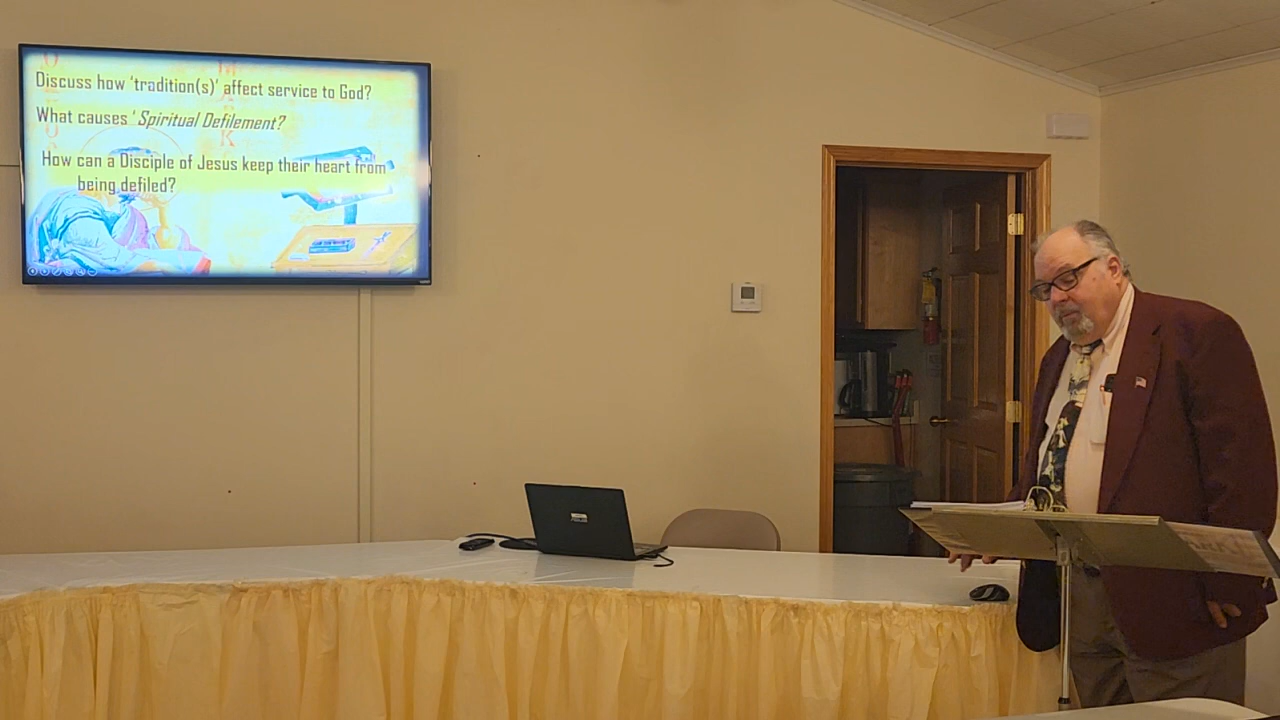 Discuss how ‘tradition(s)’ affect service to God?
What causes ‘Spiritual Defilement?
How can a Disciple of Jesus keep their heart from
being defiled?